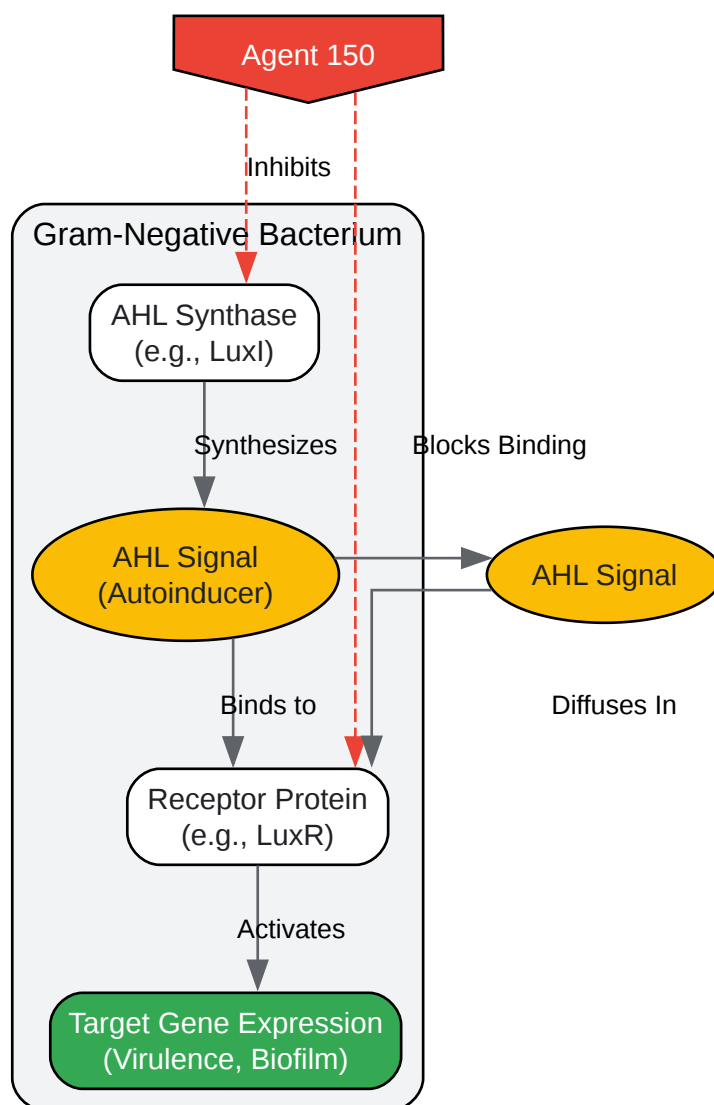 Agent 150
Inhibits
Gram-Negative Bacterium
AHL Synthase
(e.g., LuxI)
Synthesizes
Blocks Binding
AHL Signal
(Autoinducer)
AHL Signal
Binds to
Diffuses In
Receptor Protein
(e.g., LuxR)
Activates
Target Gene Expression
(Virulence, Biofilm)